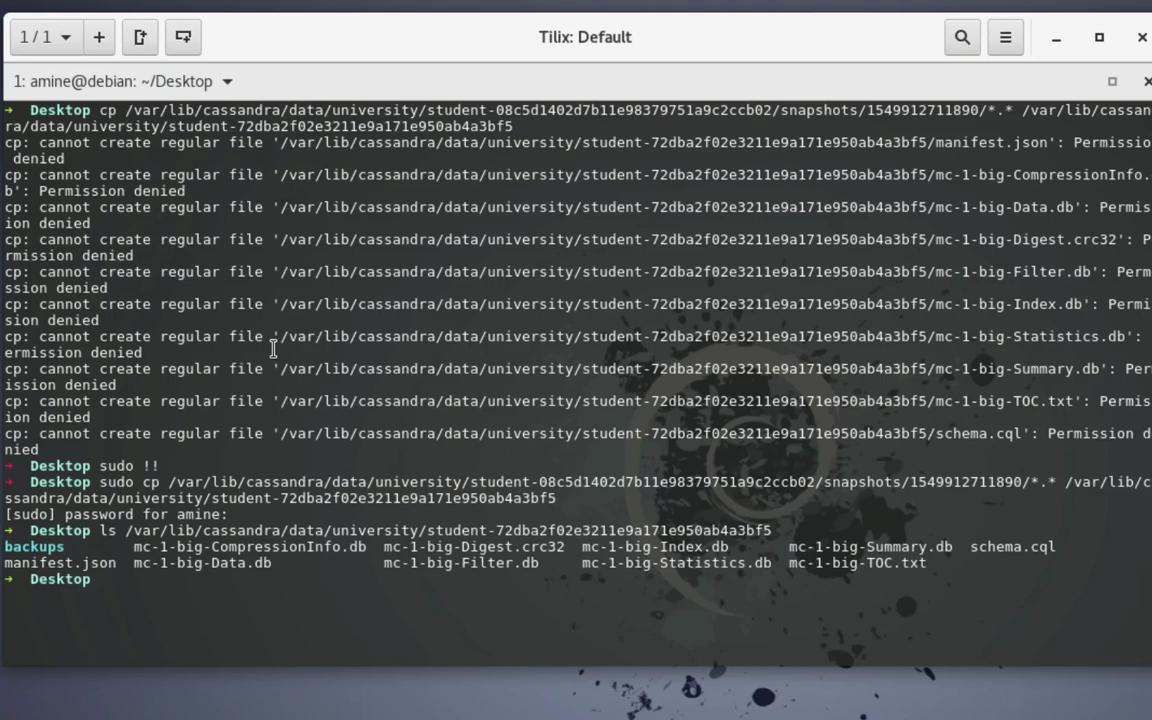 1 / 1
Tilix: Default
1: amine@debian: ~/Desktop
➜  Desktop cp /var/lib/cassandra/data/university/student-08c5d1402d7b11e98379751a9c2ccb02/snapshots/1549912711890/*.* /var/lib/cassan
ra/data/university/student-72dba2f02e3211e9a171e950ab4a3bf5
cp: cannot create regular file '/var/lib/cassandra/data/university/student-72dba2f02e3211e9a171e950ab4a3bf5/manifest.json': Permissio
denied
cp: cannot create regular file '/var/lib/cassandra/data/university/student-72dba2f02e3211e9a171e950ab4a3bf5/mc-1-big-CompressionInfo.
b': Permission denied
cp: cannot create regular file '/var/lib/cassandra/data/university/student-72dba2f02e3211e9a171e950ab4a3bf5/mc-1-big-Data.db': Permis
ion denied
cp: cannot create regular file '/var/lib/cassandra/data/university/student-72dba2f02e3211e9a171e950ab4a3bf5/mc-1-big-Digest.crc32': P
rmission denied
cp: cannot create regular file '/var/lib/cassandra/data/university/student-72dba2f02e3211e9a171e950ab4a3bf5/mc-1-big-Filter.db': Perm
ssion denied
cp: cannot create regular file '/var/lib/cassandra/data/university/student-72dba2f02e3211e9a171e950ab4a3bf5/mc-1-big-Index.db': Permi
sion denied
cp: cannot create regular file '/var/lib/cassandra/data/university/student-72dba2f02e3211e9a171e950ab4a3bf5/mc-1-big-Statistics.db':
ermission denied
cp: cannot create regular file '/var/lib/cassandra/data/university/student-72dba2f02e3211e9a171e950ab4a3bf5/mc-1-big-Summary.db': Per
ission denied
cp: cannot create regular file '/var/lib/cassandra/data/university/student-72dba2f02e3211e9a171e950ab4a3bf5/mc-1-big-TOC.txt': Permis
ion denied
cp: cannot create regular file '/var/lib/cassandra/data/university/student-72dba2f02e3211e9a171e950ab4a3bf5/schema.cql': Permission d
nied
➜  Desktop sudo !!
➜  Desktop sudo cp /var/lib/cassandra/data/university/student-08c5d1402d7b11e98379751a9c2ccb02/snapshots/1549912711890/*.* /var/lib/c
ssandra/data/university/student-72dba2f02e3211e9a171e950ab4a3bf5
[sudo] password for amine:
➜  Desktop ls /var/lib/cassandra/data/university/student-72dba2f02e3211e9a171e950ab4a3bf5
backups        mc-1-big-CompressionInfo.db  mc-1-big-Digest.crc32  mc-1-big-Index.db       mc-1-big-Summary.db  schema.cql
manifest.json  mc-1-big-Data.db             mc-1-big-Filter.db     mc-1-big-Statistics.db  mc-1-big-TOC.txt
➜  Desktop